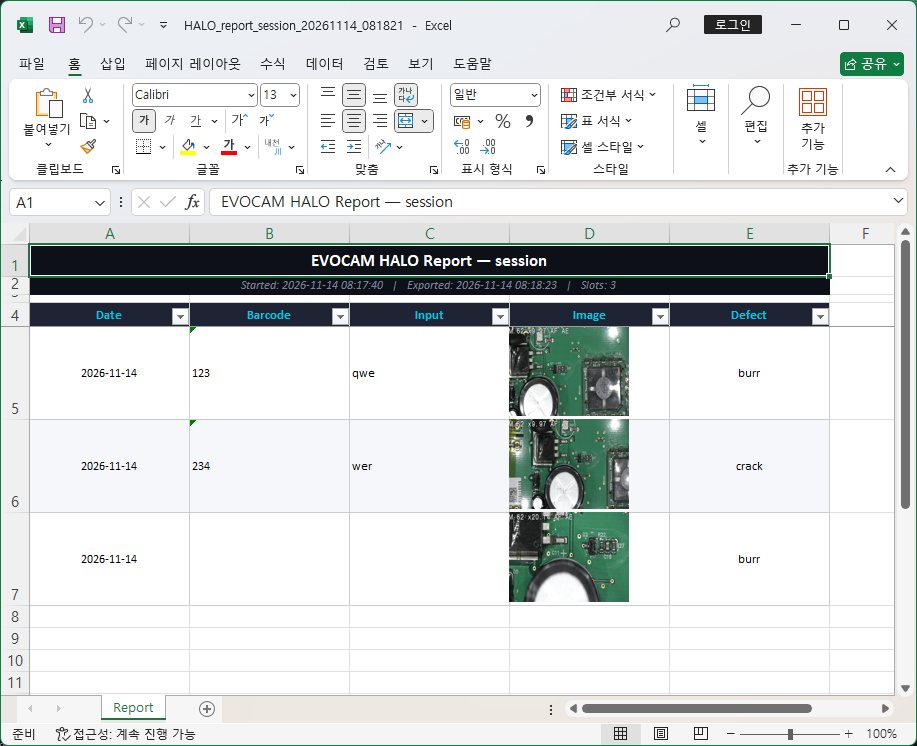 HALO_report_session_20261114_081821 - Excel
로그인
파일 홈 삽입 페이지 레이아웃 수식 데이터 검토 보기 도움말
공유
붙여넣기
클립보드
Calibri 13
가 가 가 가 가
가 내천
글꼴
가나다
맞춤
일반
% 9
표시 형식
조건부 서식
표 서식
셀 스타일
스타일
셀
편집
추가 기능
추가 기능
A1 fx EVOCAM HALO Report — session
A B C D E F
1 EVOCAM HALO Report — session
2 Started: 2026-11-14 08:17:40 | Exported: 2026-11-14 08:18:23 | Slots: 3
4 Date Barcode Input Image Defect
5 2026-11-14 123 qwe burr
6 2026-11-14 234 wer crack
7 2026-11-14 burr
8
9
10
11
Report
준비 접근성: 계속 진행 가능 100%